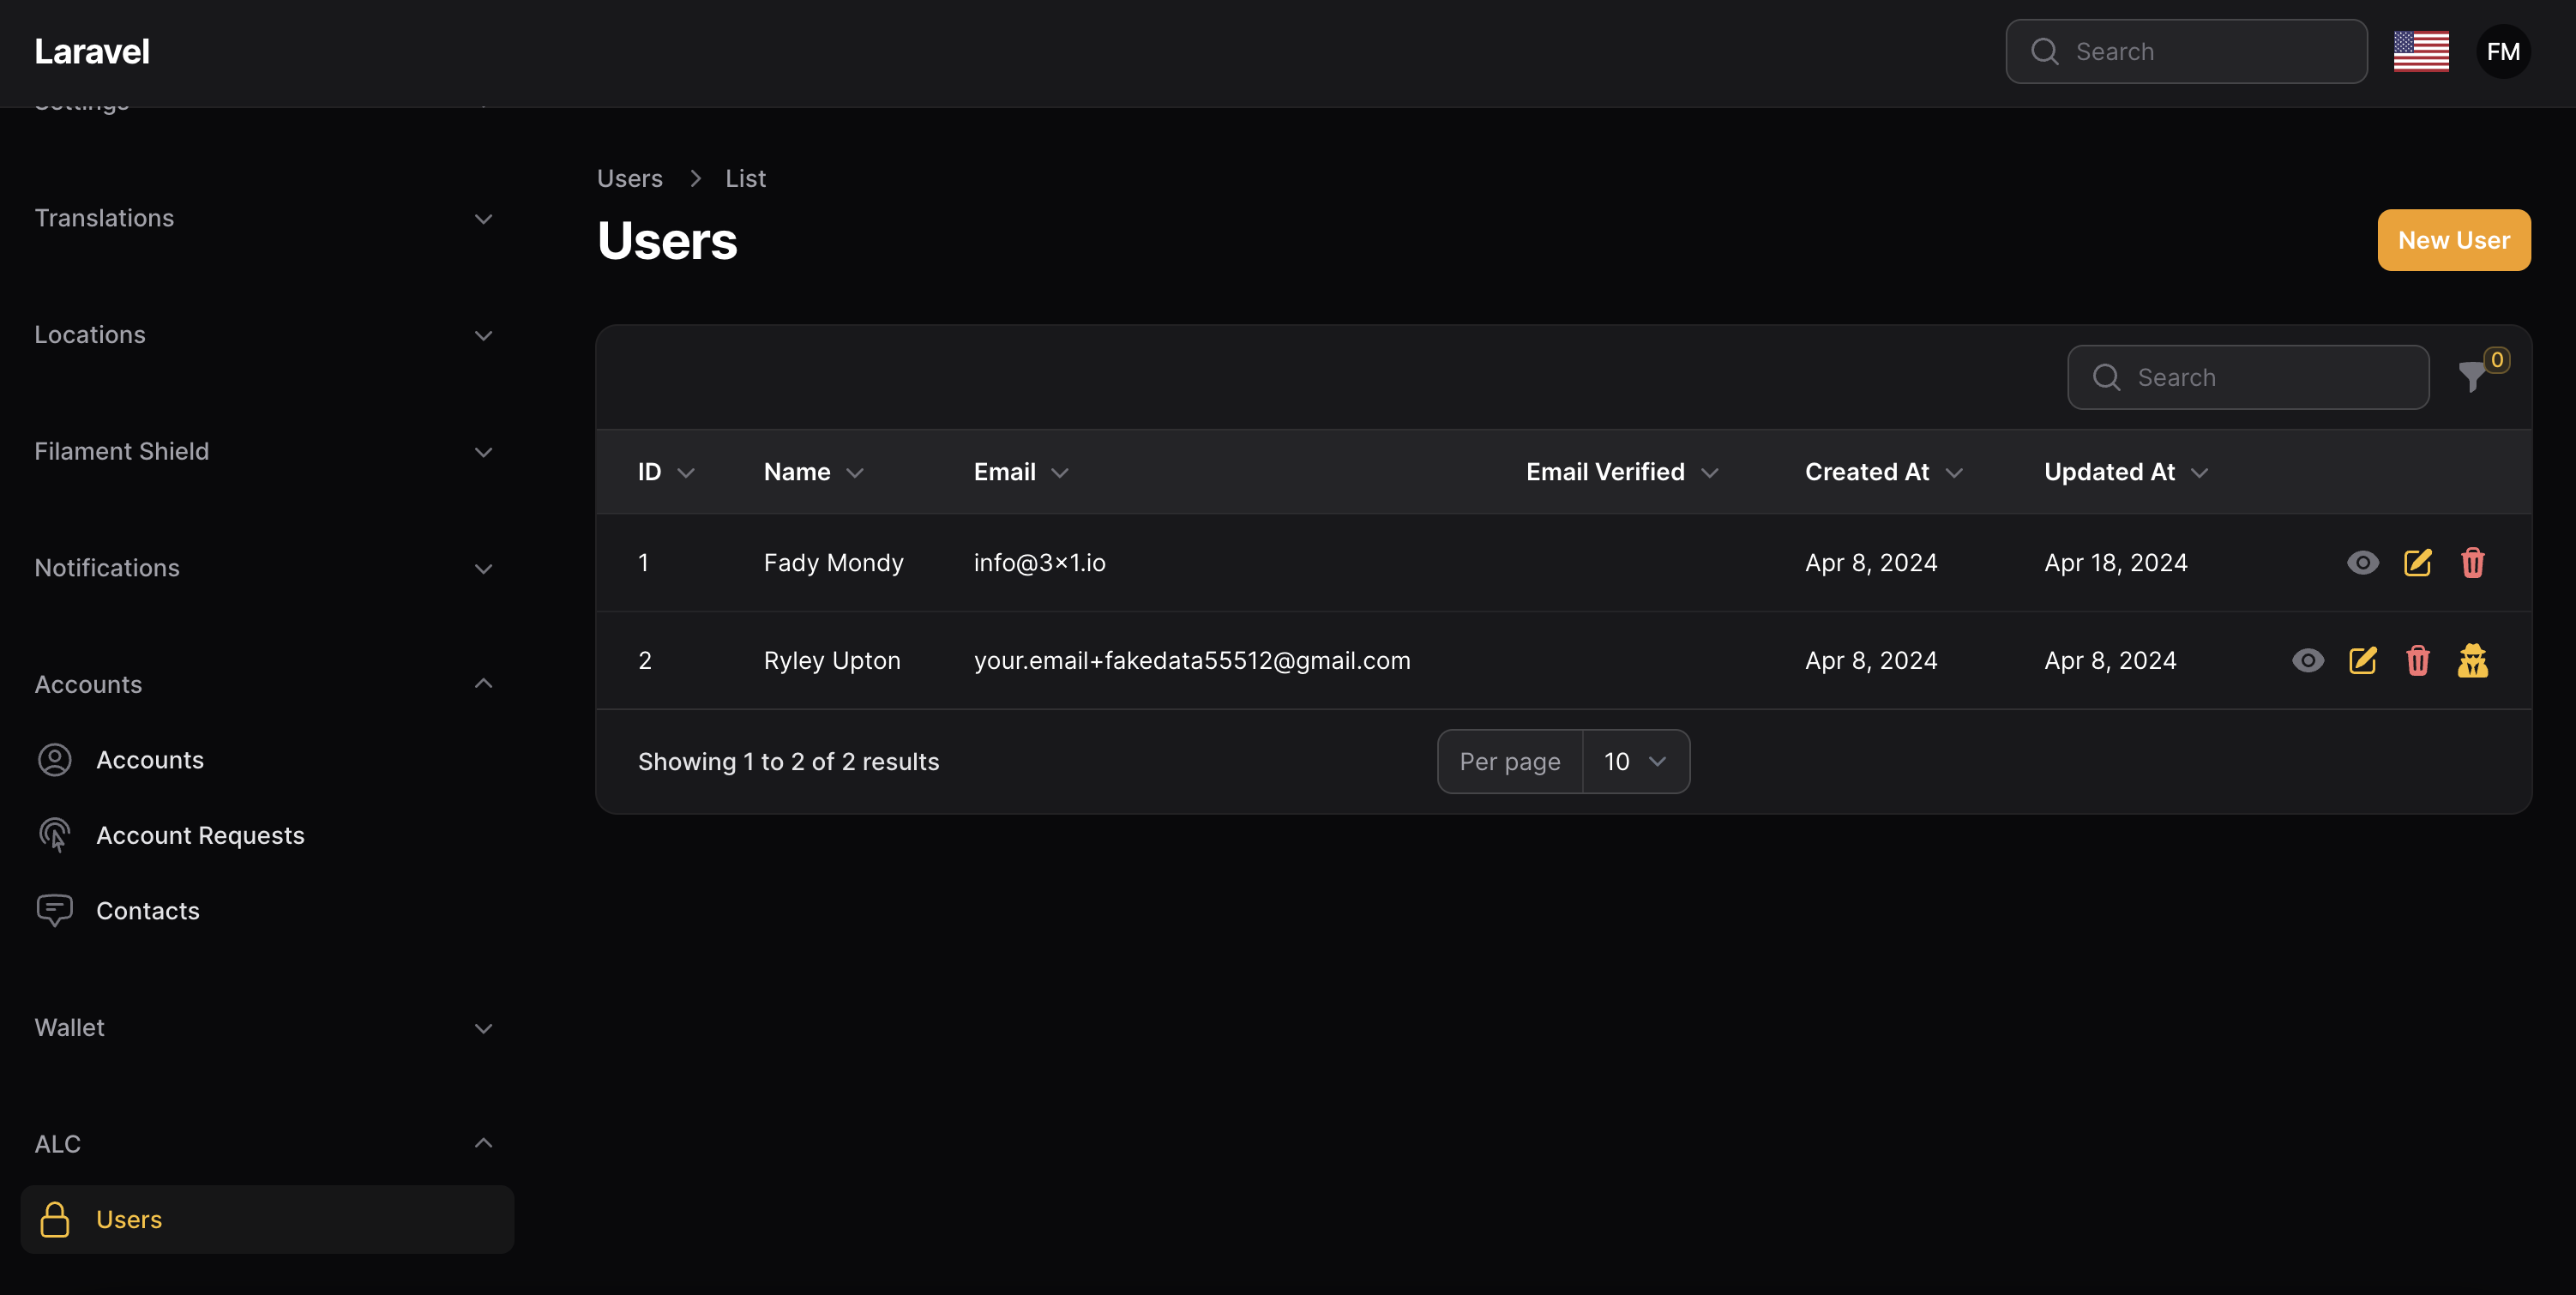 Laravel
Search
FM
Settings
Translations
Locations
Filament Shield
Notifications
Accounts
Accounts
Account Requests
Contacts
Wallet
ALC
Users
Users > List
Users
New User
Search
0
ID Name Email Email Verified Created At Updated At
1 Fady Mondy info@3x1.io Apr 8, 2024 Apr 18, 2024
2 Ryley Upton your.email+fakedata55512@gmail.com Apr 8, 2024 Apr 8, 2024
Showing 1 to 2 of 2 results
Per page 10